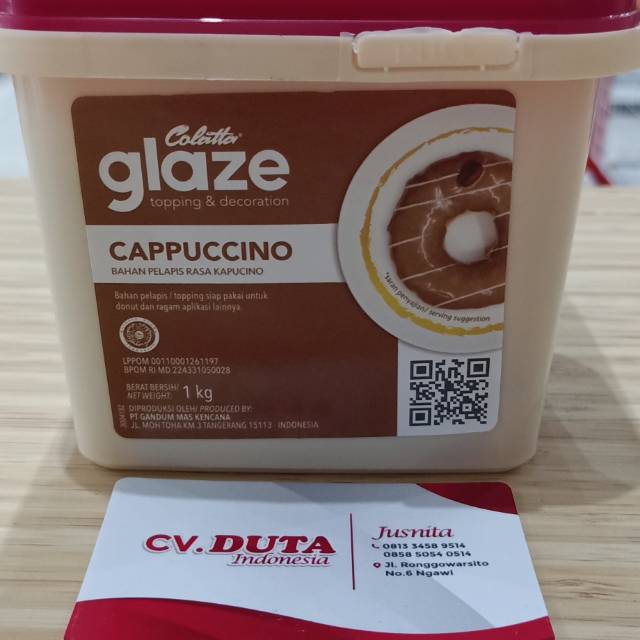 Colatta
glaze
topping & decoration
CAPPUCCINO
BAHAN PELAPIS RASA KAPUCINO
Bahan pelapis / topping siap pakai untuk
donut dan ragam aplikasi lainnya.
LPPOM 00110001261197
BPOM RI MD 224331050028
BERAT BERSIH/
NET WEIGHT: 1 kg
DIPRODUKSI OLEH/ PRODUCED BY:
PT GANDUM MAS KENCANA
JL. MOH TOHA KM 3 TANGERANG 15113 - INDONESIA
*saran penyajian/ serving suggestion
CV. DUTA
Indonesia
Jusnita
0813 3458 9514
0858 5054 0514
Jl. Ronggowarsito
No.6 Ngawi